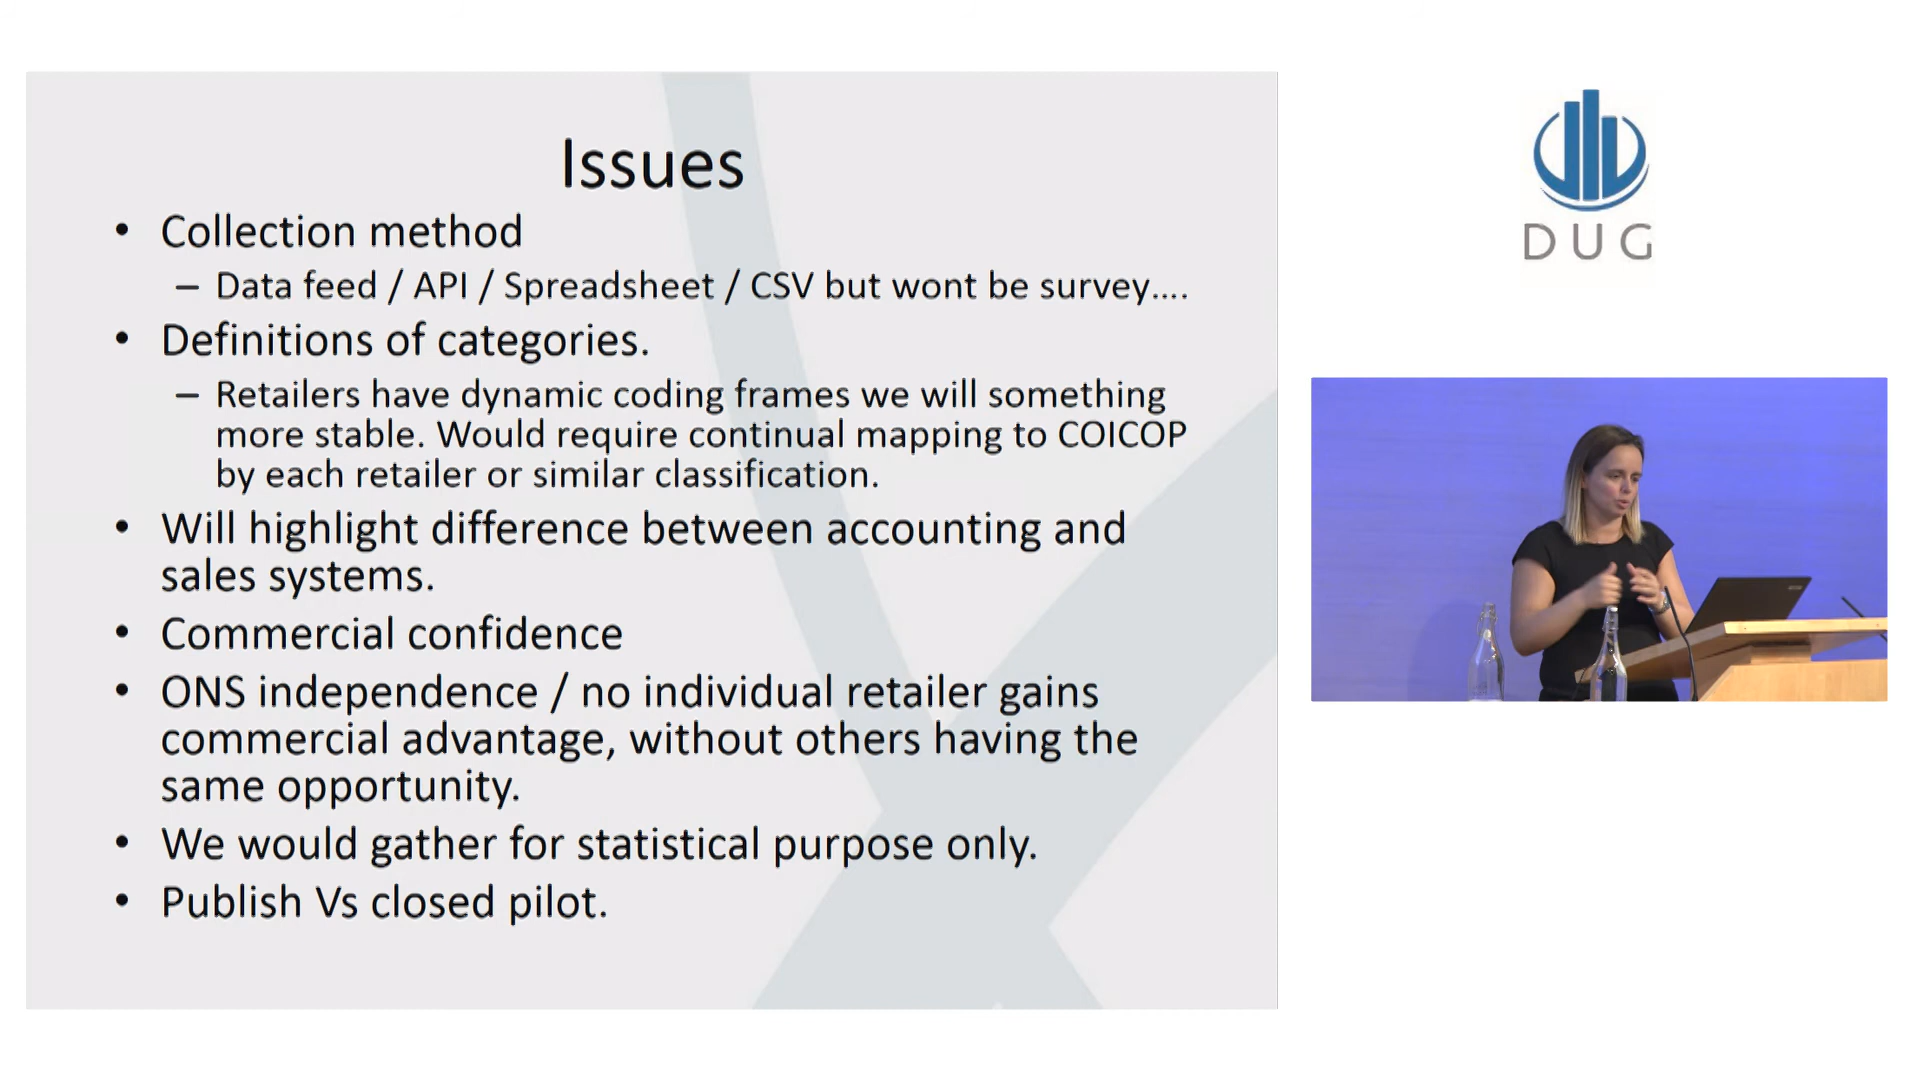 Issues
• Collection method
– Data feed / API / Spreadsheet / CSV but wont be survey....
• Definitions of categories.
– Retailers have dynamic coding frames we will something
more stable. Would require continual mapping to COICOP
by each retailer or similar classification.
• Will highlight difference between accounting and
sales systems.
• Commercial confidence
• ONS independence / no individual retailer gains
commercial advantage, without others having the
same opportunity.
• We would gather for statistical purpose only.
• Publish Vs closed pilot.
DUG